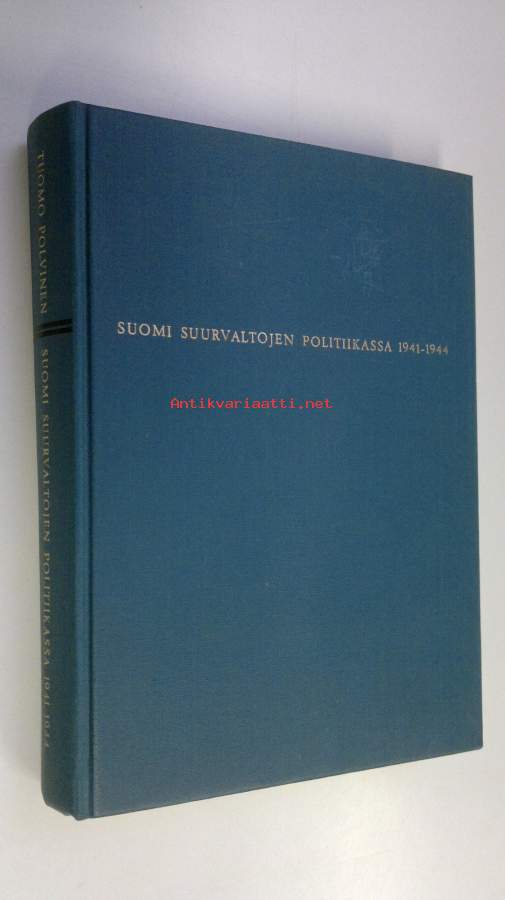 SUOMI SUURVALTOJEN POLITIIKASSA 1941-1944
Antikvariaatti.net
TUOMO POLVINEN
SUOMI SUURVALTOJEN POLITIIKASSA 1941-1944